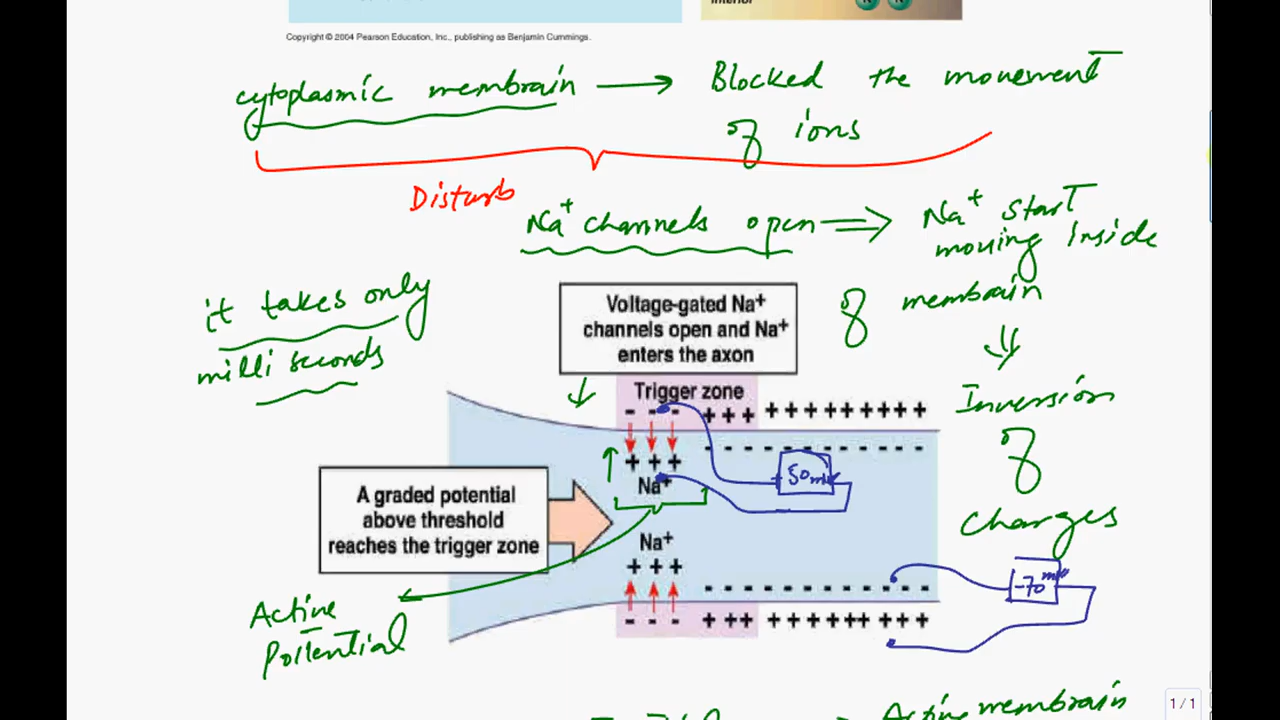 interior
Copyright © 2004 Pearson Education, Inc., publishing as Benjamin Cummings.
cytoplasmic membrain → Blocked the movement
of ions
Disturb
Na+ channels open ⇒ Na+ start
moving inside
of membrain
⇓
Inversion
of
charges
it takes only
milli seconds
Voltage-gated Na+
channels open and Na+
enters the axon
Trigger zone
- - - + + + + + + + + + + + +
+ + + - - - - - - - - - - -
Na+
50mv
A graded potential
above threshold
reaches the trigger zone
Na+
+ + + - - - - - - - - - - -
- - - + + + + + + + + + + + +
-70mv
Active
Potential
Active membrain
1 / 1